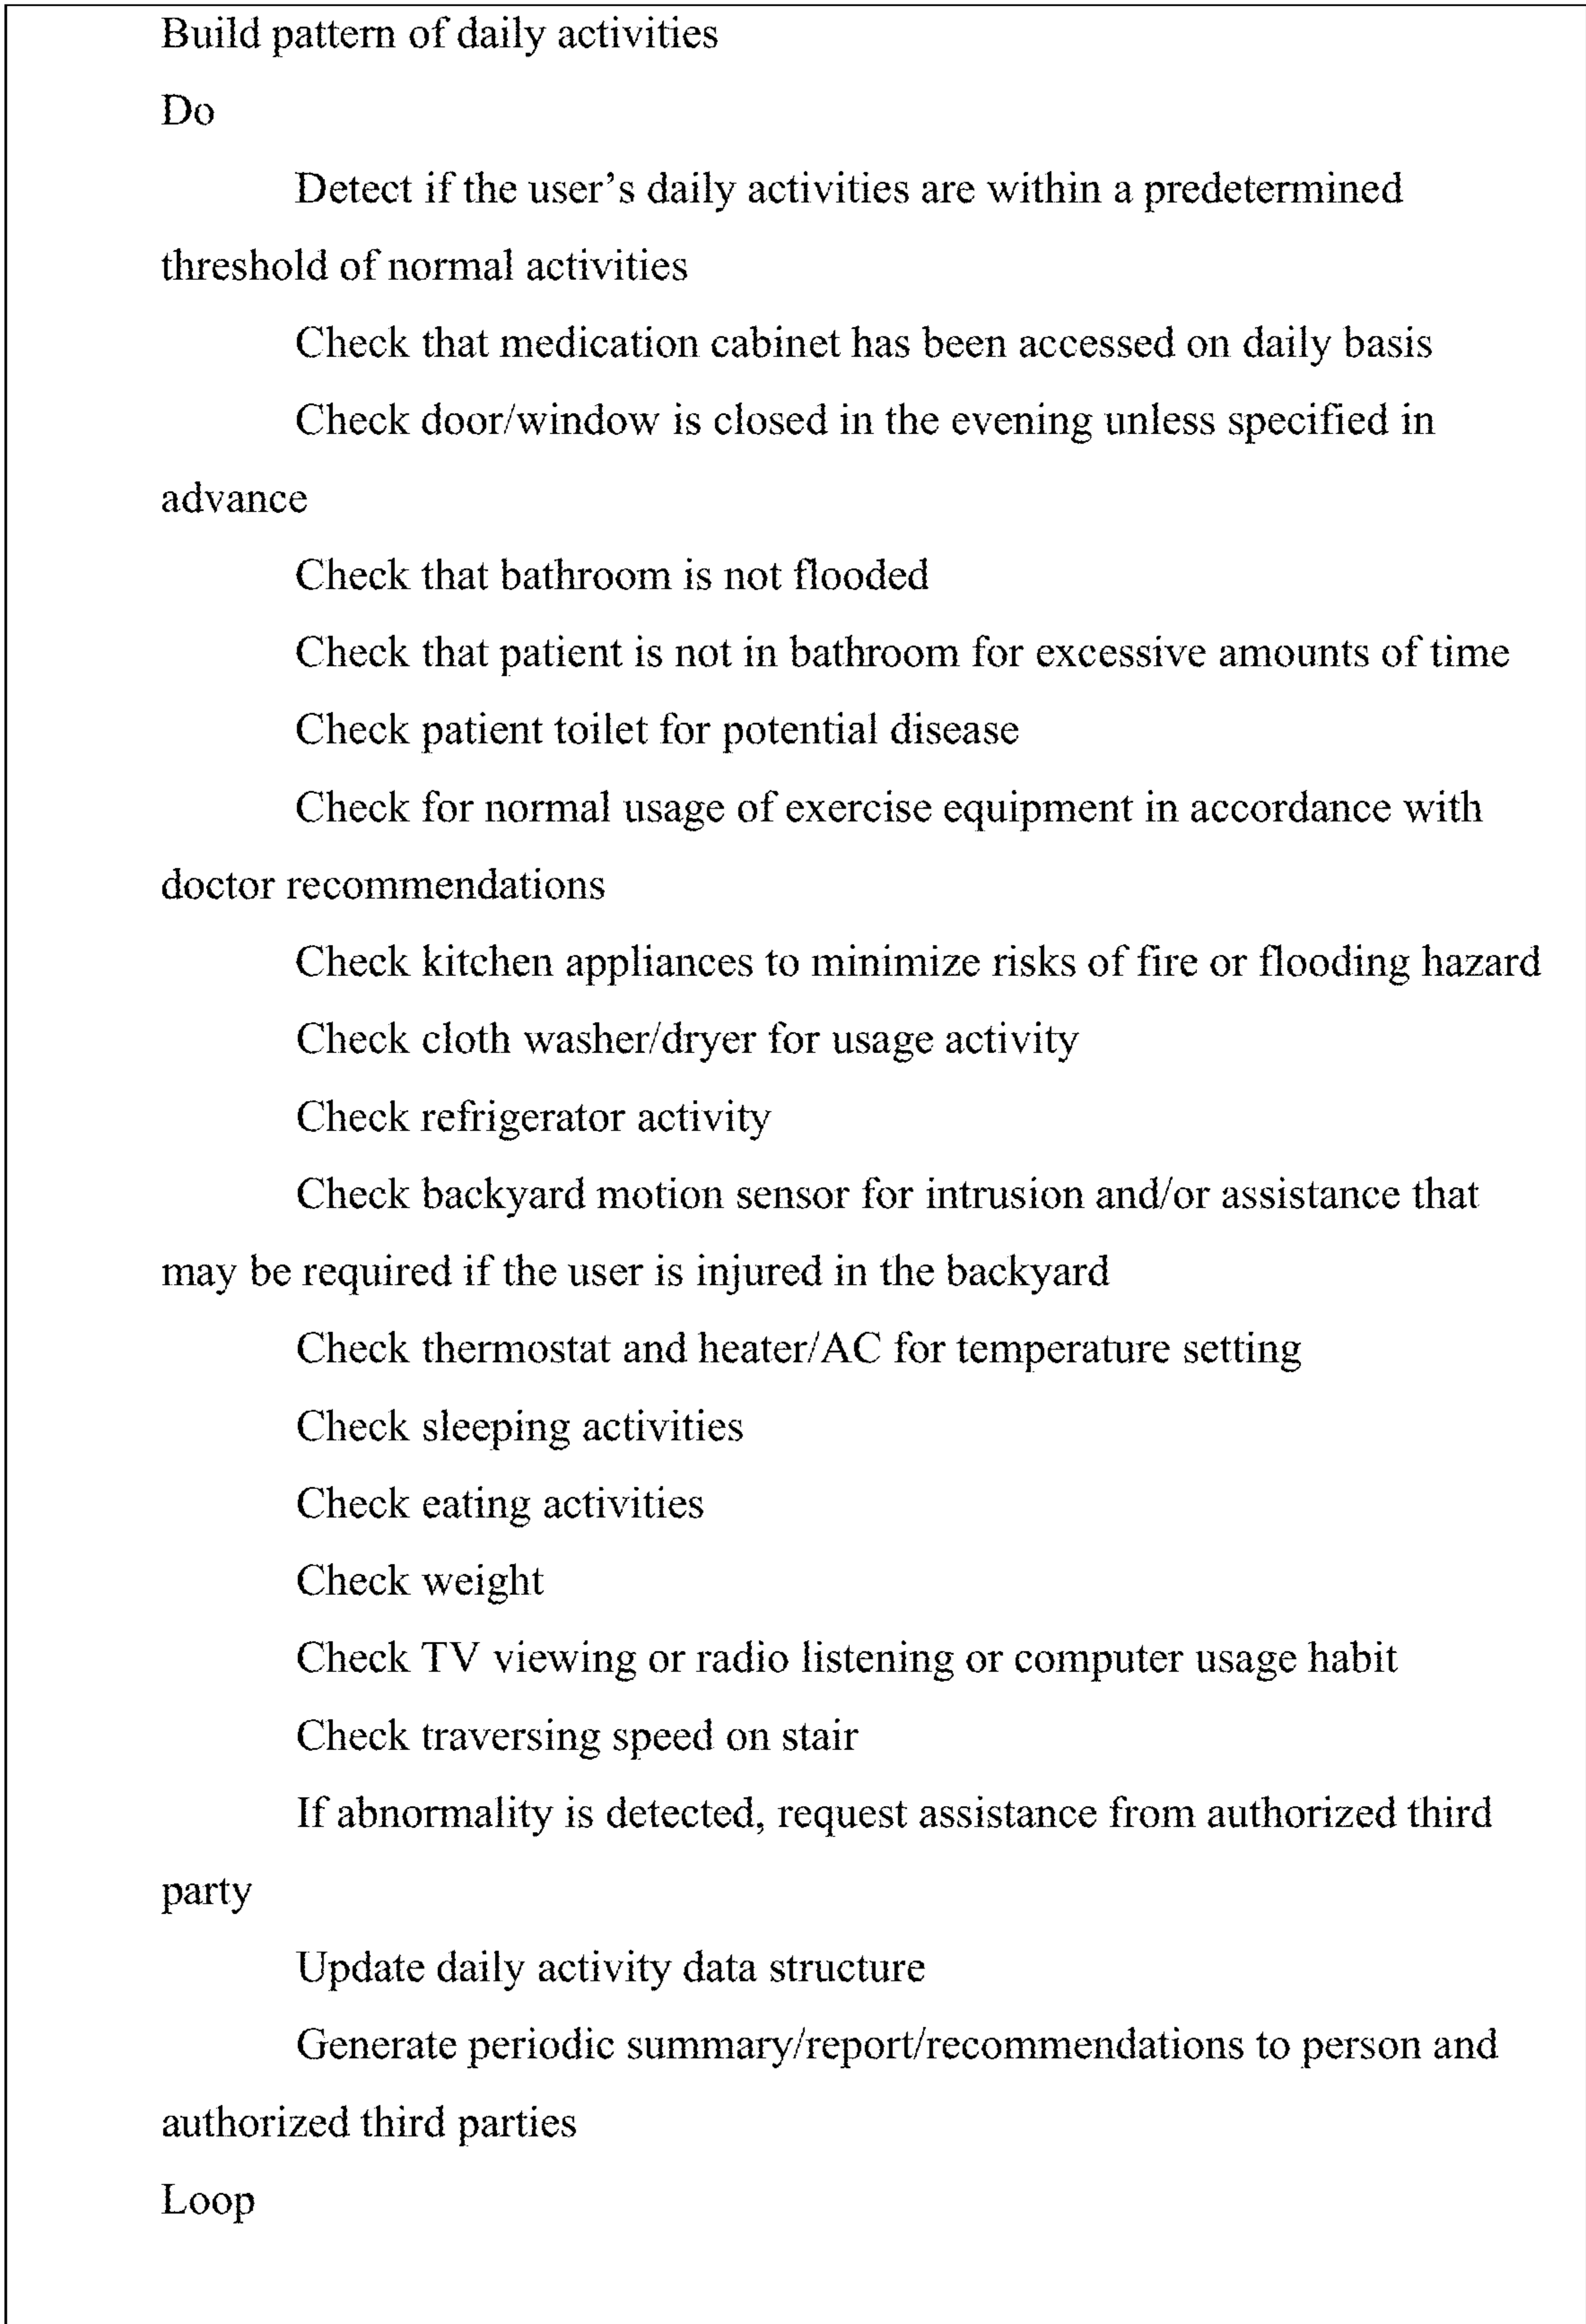 Build pattern of daily activities
Do
Detect if the user’s daily activities are within a predetermined
threshold of normal activities
Check that medication cabinet has been accessed on daily basis
Check door/window is closed in the evening unless specified in
advance
Check that bathroom is not flooded
Check that patient is not in bathroom for excessive amounts of time
Check patient toilet for potential disease
Check for normal usage of exercise equipment in accordance with
doctor recommendations
Check kitchen appliances to minimize risks of fire or flooding hazard
Check cloth washer/dryer for usage activity
Check refrigerator activity
Check backyard motion sensor for intrusion and/or assistance that
may be required if the user is injured in the backyard
Check thermostat and heater/AC for temperature setting
Check sleeping activities
Check eating activities
Check weight
Check TV viewing or radio listening or computer usage habit
Check traversing speed on stair
If abnormality is detected, request assistance from authorized third
party
Update daily activity data structure
Generate periodic summary/report/recommendations to person and
authorized third parties
Loop